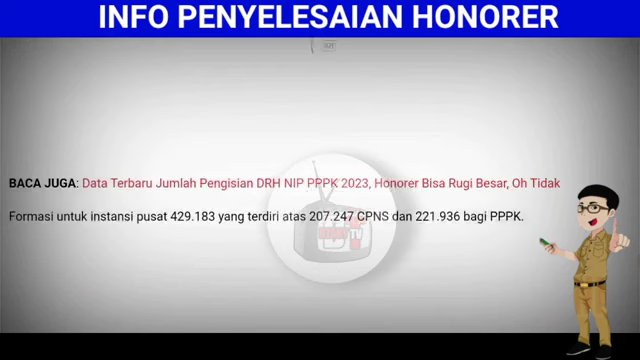 INFO PENYELESAIAN HONORER
BACA JUGA: Data Terbaru Jumlah Pengisian DRH NIP PPPK 2023, Honorer Bisa Rugi Besar, Oh Tidak
Formasi untuk instansi pusat 429.183 yang terdiri atas 207.247 CPNS dan 221.936 bagi PPPK.
TV